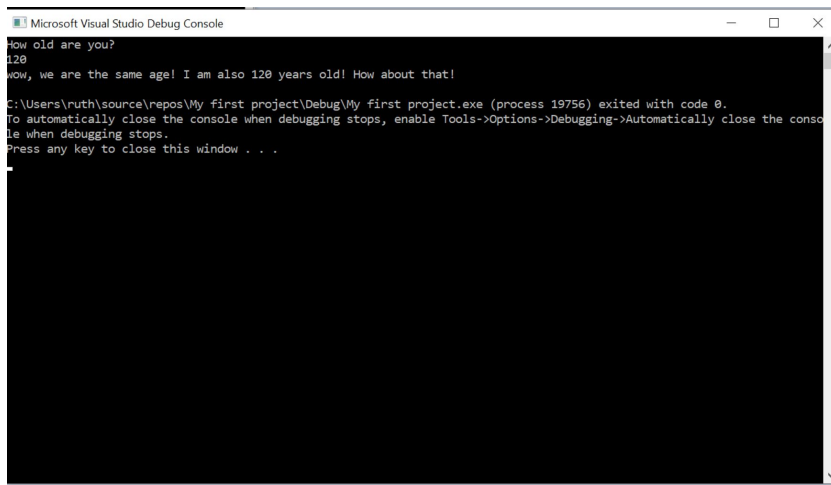 Microsoft Visual Studio Debug Console
How old are you?
120
wow, we are the same age! I am also 120 years old! How about that!
C:\Users\ruth\source\repos\My first project\Debug\My first project.exe (process 19756) exited with code 0.
To automatically close the console when debugging stops, enable Tools->Options->Debugging->Automatically close the conso
le when debugging stops.
Press any key to close this window . . .